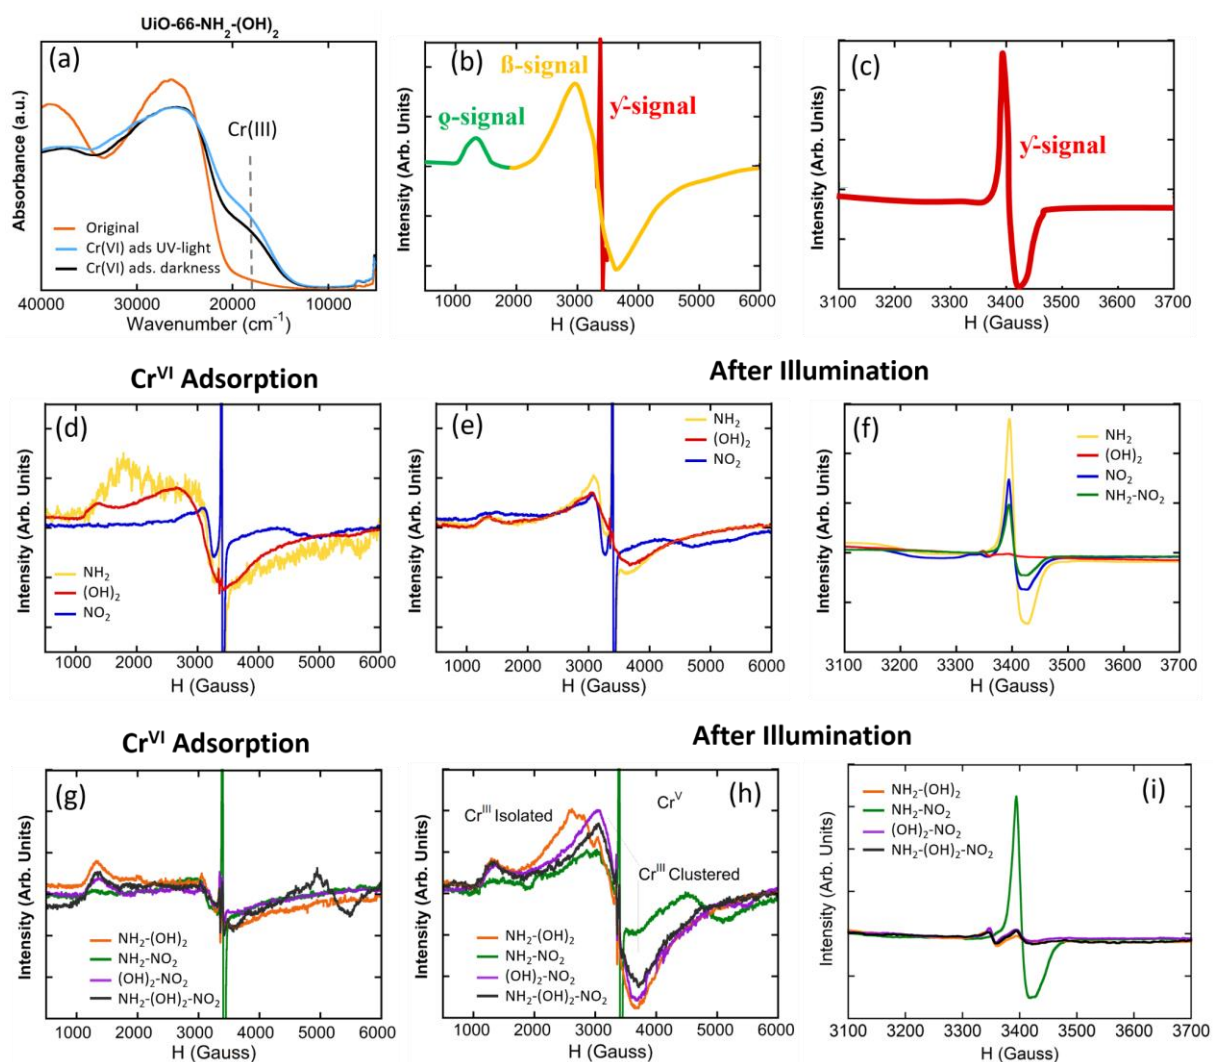 UiO-66-NH2-(OH)2
(a)
Cr(III)
Original
Cr(VI) ads UV-light
Cr(VI) ads. darkness
Absorbance (a.u.)
40000 30000 20000 10000
Wavenumber (cm-1)
(b)
ß-signal
ƍ-signal
ƴ-signal
Intensity (Arb. Units)
1000 2000 3000 4000 5000 6000
H (Gauss)
(c)
ƴ-signal
Intensity (Arb. Units)
3100 3200 3300 3400 3500 3600 3700
H (Gauss)
CrVI Adsorption
After Illumination
(d)
NH2
(OH)2
NO2
Intensity (Arb. Units)
1000 2000 3000 4000 5000 6000
H (Gauss)
(e)
NH2
(OH)2
NO2
Intensity (Arb. Units)
1000 2000 3000 4000 5000 6000
H (Gauss)
(f)
NH2
(OH)2
NO2
NH2-NO2
Intensity (Arb. Units)
3100 3200 3300 3400 3500 3600 3700
H (Gauss)
CrVI Adsorption
After Illumination
(g)
NH2-(OH)2
NH2-NO2
(OH)2-NO2
NH2-(OH)2-NO2
Intensity (Arb. Units)
1000 2000 3000 4000 5000 6000
H (Gauss)
(h)
CrV
CrIII Isolated
CrIII Clustered
NH2-(OH)2
NH2-NO2
(OH)2-NO2
NH2-(OH)2-NO2
Intensity (Arb. Units)
1000 2000 3000 4000 5000 6000
H (Gauss)
(i)
NH2-(OH)2
NH2-NO2
(OH)2-NO2
NH2-(OH)2-NO2
Intensity (Arb. Units)
3100 3200 3300 3400 3500 3600 3700
H (Gauss)